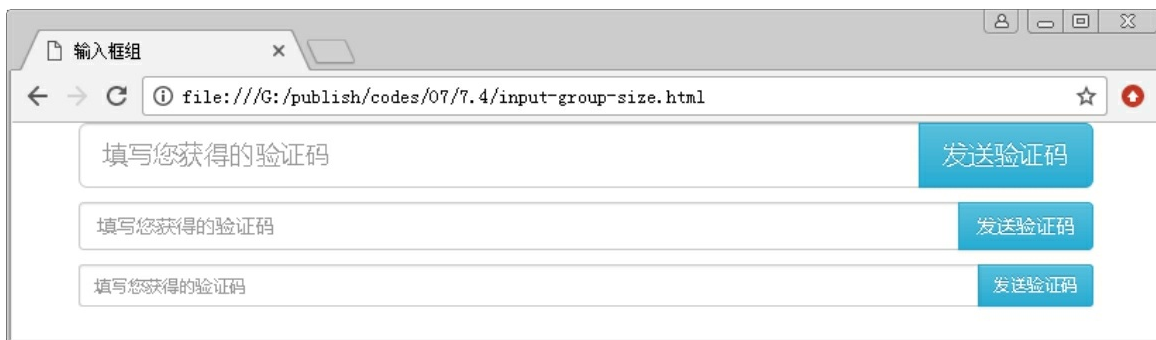 输入框组
file:///G:/publish/codes/07/7.4/input-group-size.html
填写您获得的验证码 发送验证码
填写您获得的验证码 发送验证码
填写您获得的验证码 发送验证码